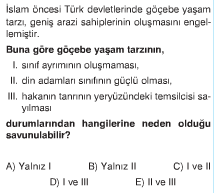 İslam öncesi Türk devletlerinde göçebe yaşam
tarzı, geniş arazi sahiplerinin oluşmasını engel-
lemiştir.
Buna göre göçebe yaşam tarzının,
I. sınıf ayrımının oluşmaması,
II. din adamları sınıfının güçlü olması,
III. hakanın tanrının yeryüzündeki temsilcisi sa-
yılması
durumlarından hangilerine neden olduğu
savunulabilir?
A) Yalnız I B) Yalnız II C) I ve II
D) I ve III E) II ve III